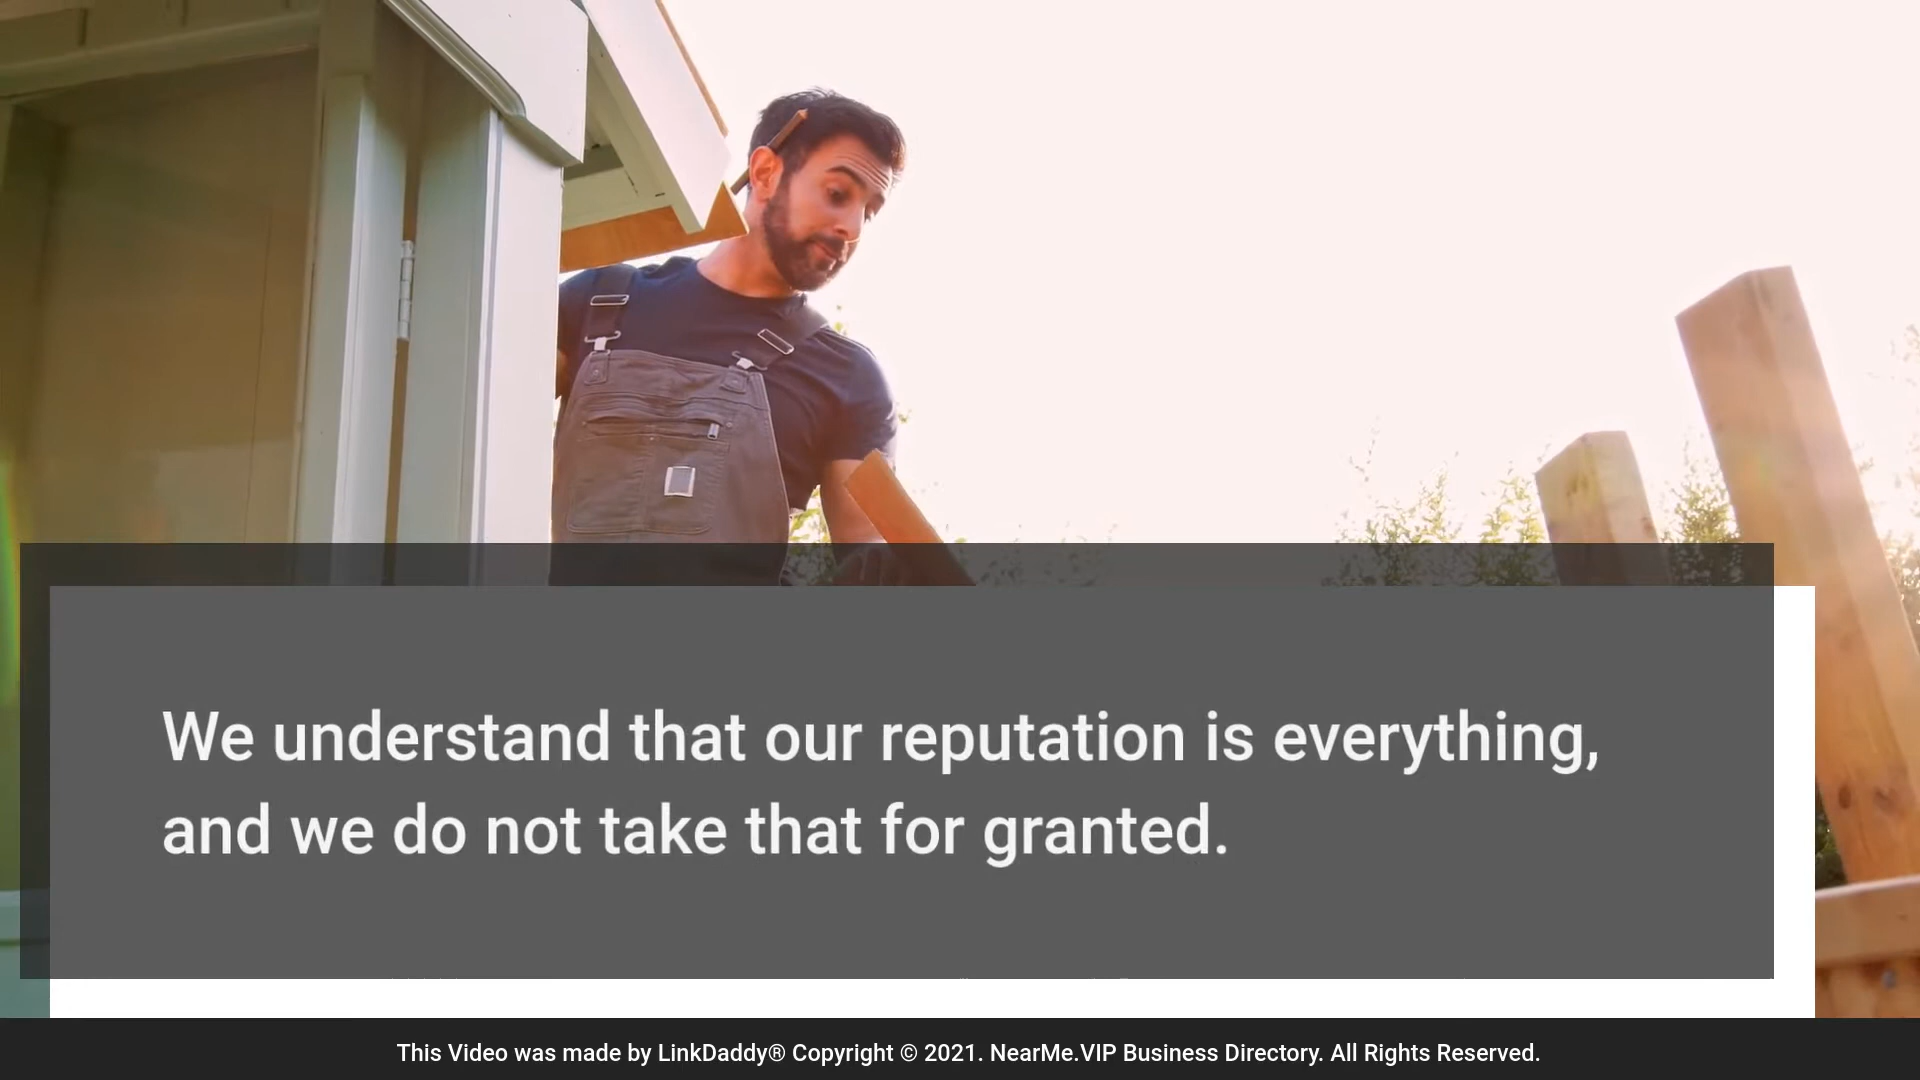 We understand that our reputation is everything,
and we do not take that for granted.
This Video was made by LinkDaddy® Copyright © 2021. NearMe.VIP Business Directory. All Rights Reserved.